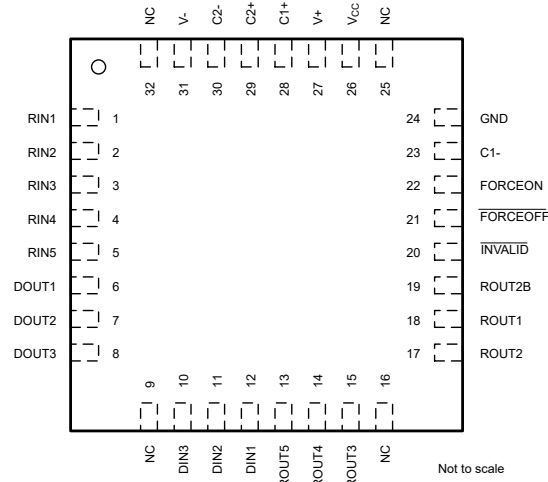 NC V- C2- C2+ C1+ V+ VCC NC
32 31 30 29 28 27 26 25
RIN1 1 24 GND
RIN2 2 23 C1-
RIN3 3 22 FORCEON
RIN4 4 21 FORCEOFF
RIN5 5 20 INVALID
DOUT1 6 19 ROUT2B
DOUT2 7 18 ROUT1
DOUT3 8 17 ROUT2
9 10 11 12 13 14 15 16
NC DIN3 DIN2 DIN1 ROUT5 ROUT4 ROUT3 NC
Not to scale